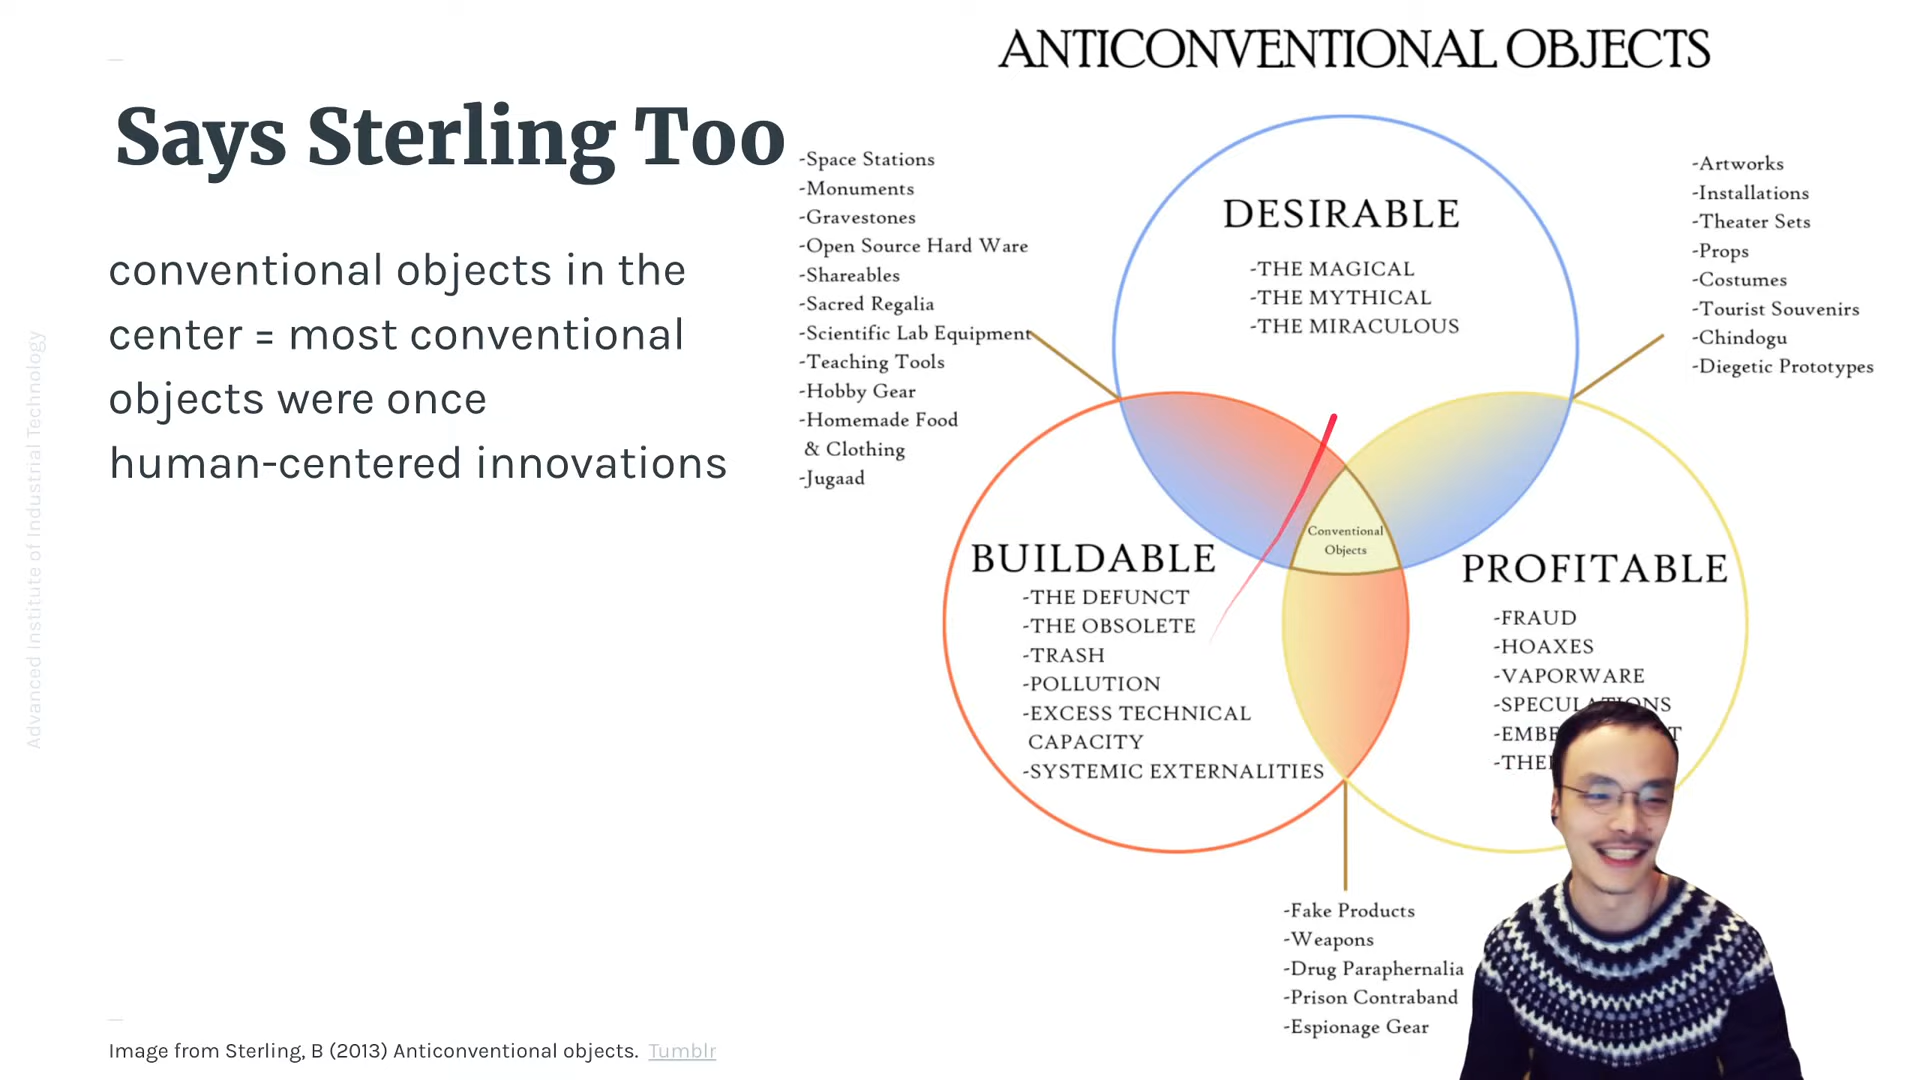 ANTICONVENTIONAL OBJECTS
Says Sterling Too
conventional objects in the
center = most conventional
objects were once
human-centered innovations
Advanced Institute of Industrial Technology
-Space Stations
-Monuments
-Gravestones
-Open Source Hard Ware
-Shareables
-Sacred Regalia
-Scientific Lab Equipment
-Teaching Tools
-Hobby Gear
-Homemade Food
& Clothing
-Jugaad
DESIRABLE
-THE MAGICAL
-THE MYTHICAL
-THE MIRACULOUS
-Artworks
-Installations
-Theater Sets
-Props
-Costumes
-Tourist Souvenirs
-Chindogu
-Diegetic Prototypes
Conventional
Objects
BUILDABLE
-THE DEFUNCT
-THE OBSOLETE
-TRASH
-POLLUTION
-EXCESS TECHNICAL
CAPACITY
-SYSTEMIC EXTERNALITIES
PROFITABLE
-FRAUD
-HOAXES
-VAPORWARE
-SPECULATIONS
-Fake Products
-Weapons
-Drug Paraphernalia
-Prison Contraband
-Espionage Gear
Image from Sterling, B (2013) Anticonventional objects. Tumblr